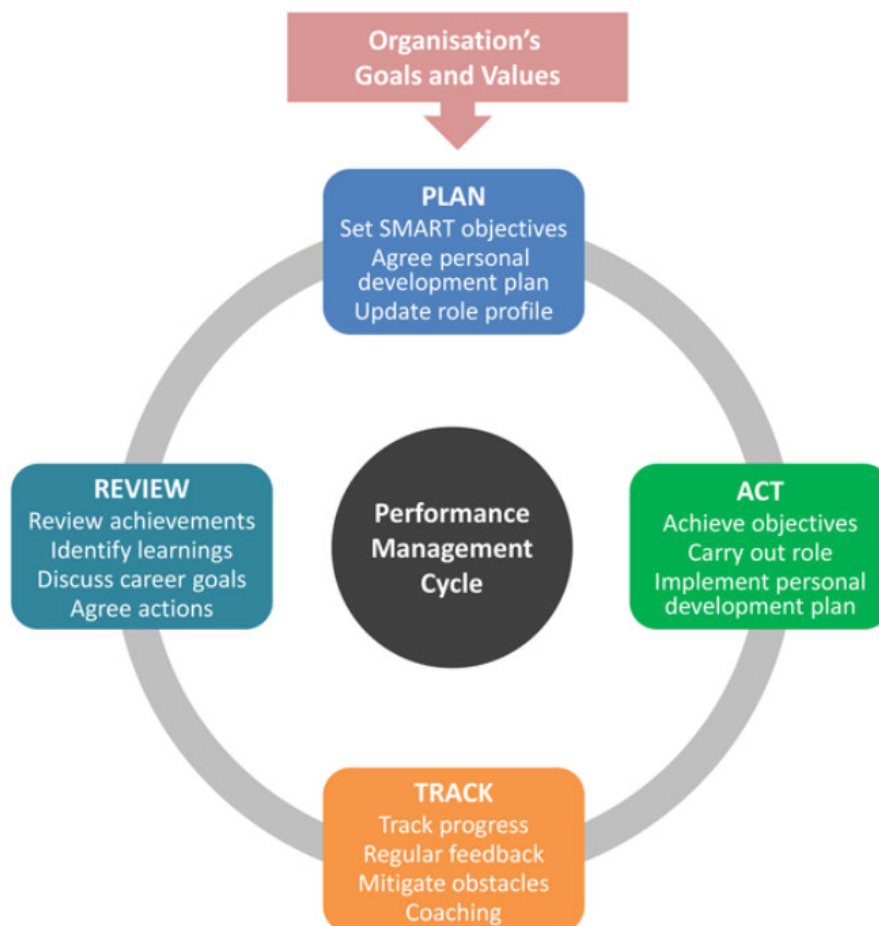 Organisation's
Goals and Values
PLAN
Set SMART objectives
Agree personal
development plan
Update role profile
REVIEW
Review achievements
Identify learnings
Discuss career goals
Agree actions
Performance
Management
Cycle
ACT
Achieve objectives
Carry out role
Implement personal
development plan
TRACK
Track progress
Regular feedback
Mitigate obstacles
Coaching